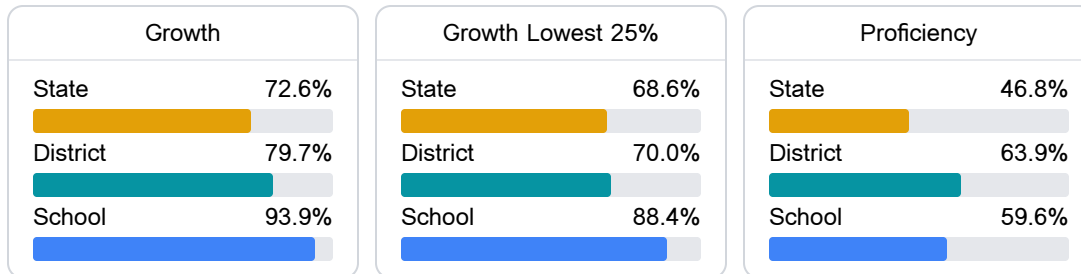 Growth
State 72.6%
District 79.7%
School 93.9%
Growth Lowest 25%
State 68.6%
District 70.0%
School 88.4%
Proficiency
State 46.8%
District 63.9%
School 59.6%